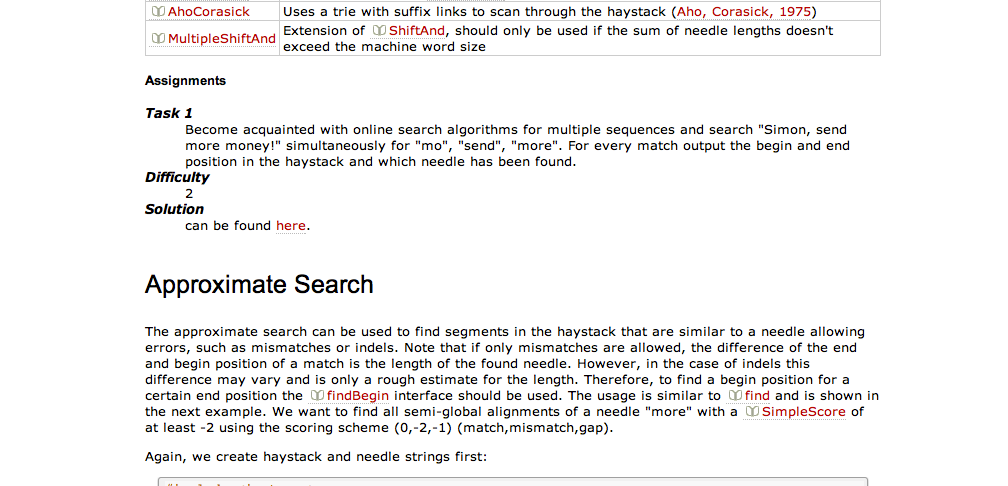 AhoCorasick Uses a trie with suffix links to scan through the haystack (Aho, Corasick, 1975)
MultipleShiftAnd Extension of ShiftAnd, should only be used if the sum of needle lengths doesn't
exceed the machine word size
Assignments
Task 1
Become acquainted with online search algorithms for multiple sequences and search "Simon, send
more money!" simultaneously for "mo", "send", "more". For every match output the begin and end
position in the haystack and which needle has been found.
Difficulty
2
Solution
can be found here.
Approximate Search
The approximate search can be used to find segments in the haystack that are similar to a needle allowing
errors, such as mismatches or indels. Note that if only mismatches are allowed, the difference of the end
and begin position of a match is the length of the found needle. However, in the case of indels this
difference may vary and is only a rough estimate for the length. Therefore, to find a begin position for a
certain end position the findBegin interface should be used. The usage is similar to find and is shown in
the next example. We want to find all semi-global alignments of a needle "more" with a SimpleScore of
at least -2 using the scoring scheme (0,-2,-1) (match,mismatch,gap).
Again, we create haystack and needle strings first: